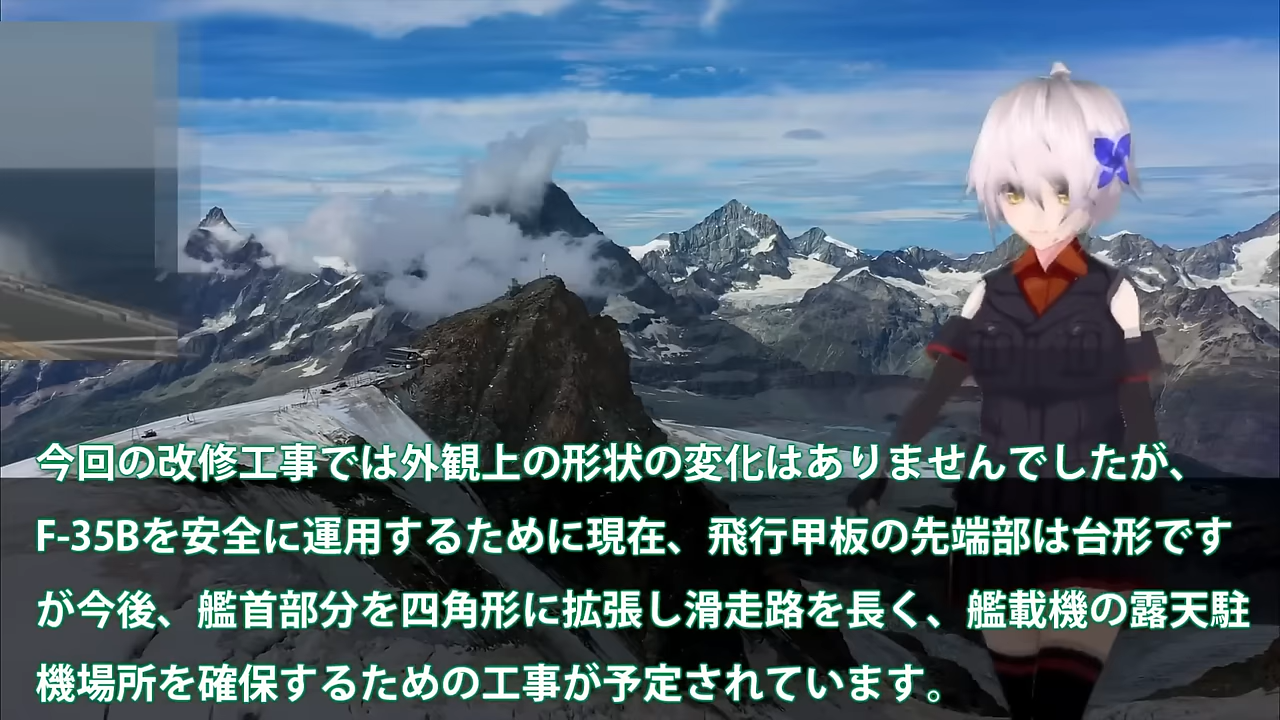 今回の改修工事では外観上の形状の変化はありませんでしたが、
F-35Bを安全に運用するために現在、飛行甲板の先端部は台形です
が今後、艦首部分を四角形に拡張し滑走路を長く、艦載機の露天駐
機場所を確保するための工事が予定されています。